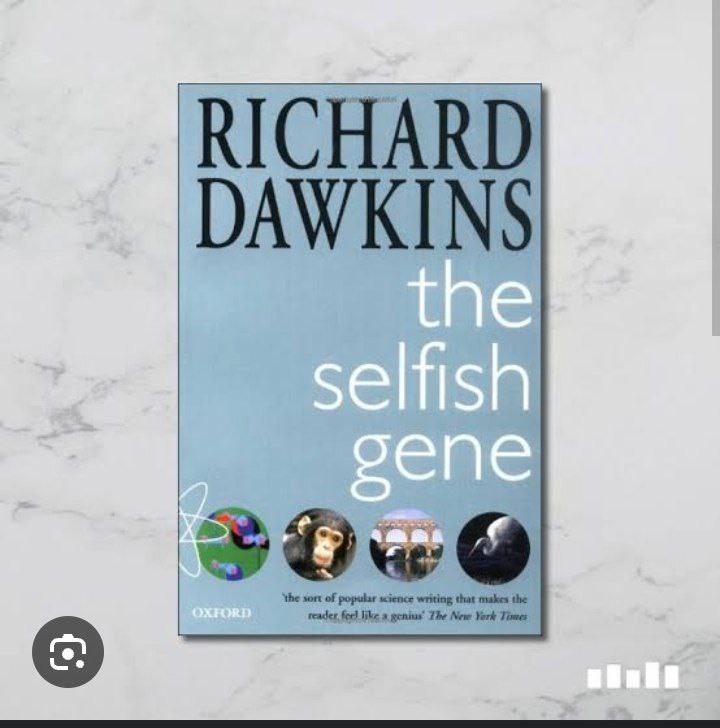 RICHARD
DAWKINS
the
selfish
gene
'the sort of popular science writing that makes the
reader feel like a genius' The New York Times
OXFORD